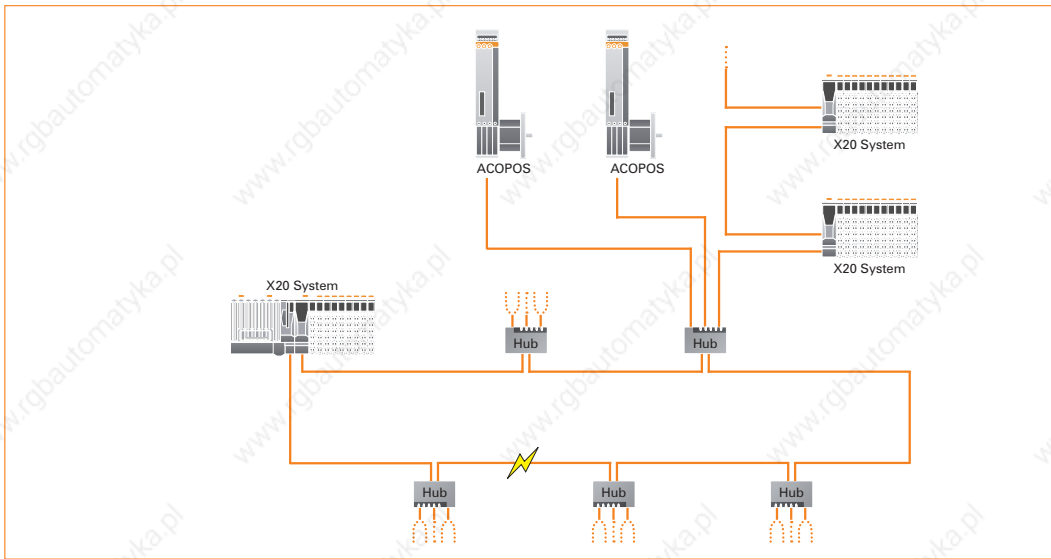 ACOPOS
ACOPOS
X20 System
X20 System
X20 System
Hub
Hub
Hub
Hub
Hub
www.rgbautomatyka.pl